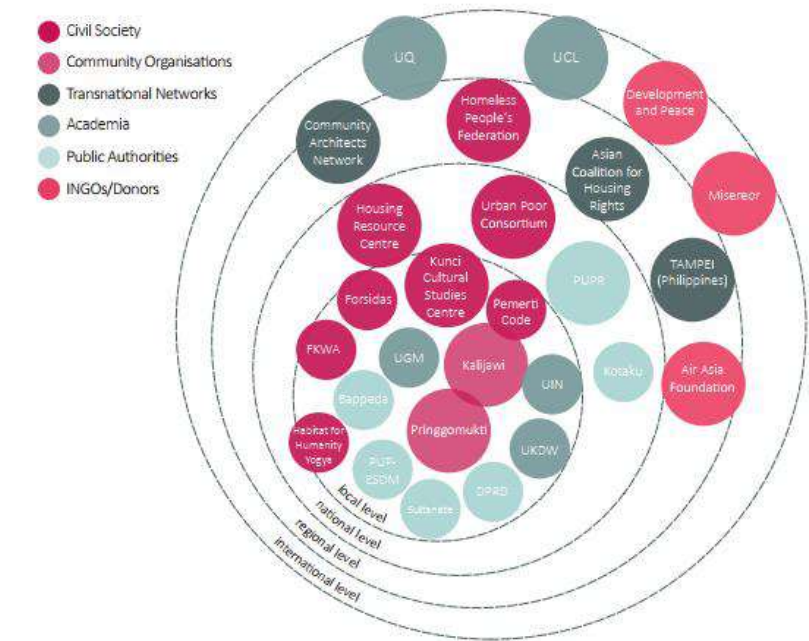 Civil Society
Community Organisations
Transnational Networks
Academia
Public Authorities
INGOs/Donors
UQ
UCL
Development
and Peace
Homeless
People's
Federation
Community
Architects
Network
Asian
Coalition for
Housing
Rights
Misereor
Housing
Resource
Centre
Urban Poor
Consortium
Kunci
Cultural
Studies
Centre
PUPR
TAMPEI
(Philippines)
Forsidas
Pemerti
Code
FKWA
UGM
Kalijawi
UIN
Kotaku
Air Asia
Foundation
Bappeda
Pringgomukti
Habitat for
Humanity
Yogya
UKDW
PUP-
ESDM
DPRD
Sultanate
local level
national level
regional level
international level